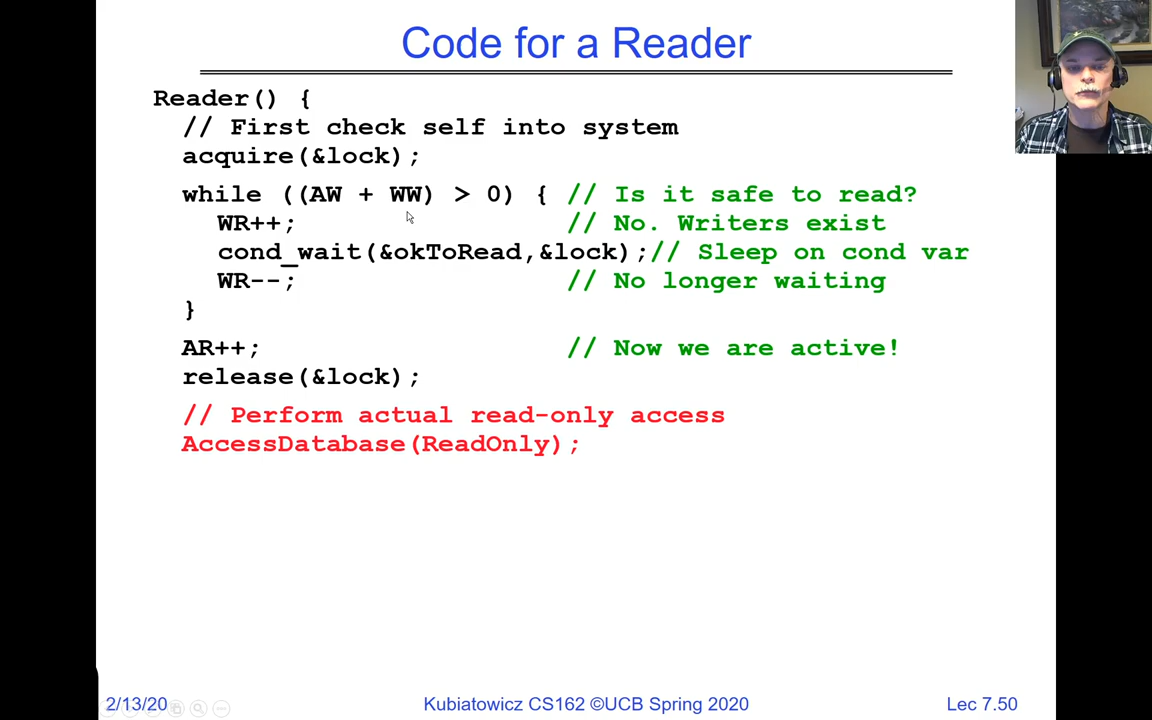 Code for a Reader
Reader() {
// First check self into system
acquire(&lock);
while ((AW + WW) > 0) { // Is it safe to read?
WR++; // No. Writers exist
cond_wait(&okToRead,&lock);// Sleep on cond var
WR--; // No longer waiting
}
AR++; // Now we are active!
release(&lock);
// Perform actual read-only access
AccessDatabase(ReadOnly);
2/13/20 Kubiatowicz CS162 ©UCB Spring 2020 Lec 7.50